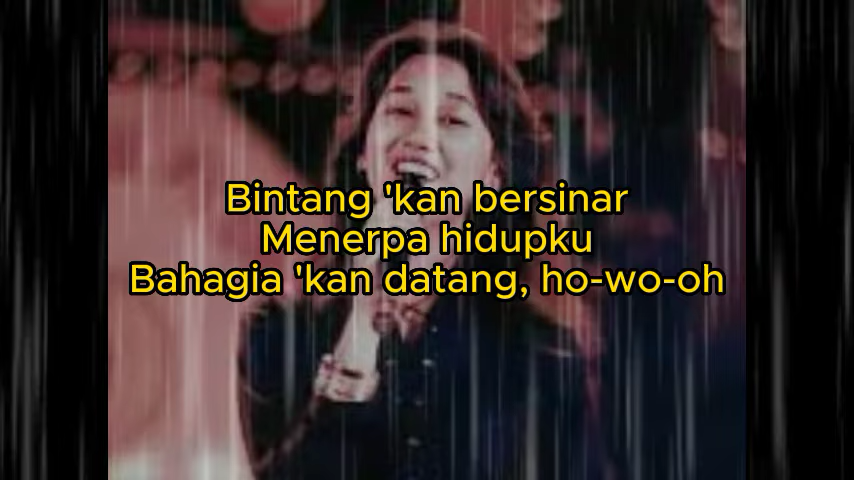 Bintang 'kan bersinar
Menerpa hidupku
Bahagia 'kan datang, ho-wo-oh